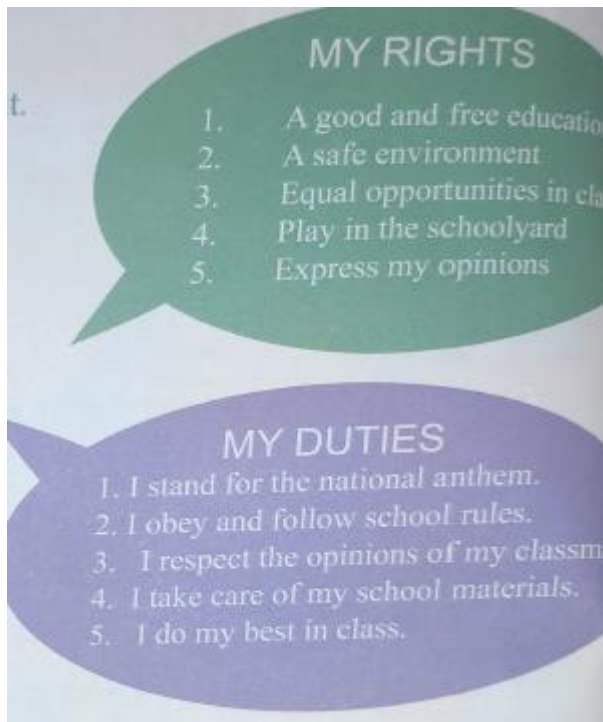 t.
MY RIGHTS
1. A good and free educatio
2. A safe environment
3. Equal opportunities in cla
4. Play in the schoolyard
5. Express my opinions
MY DUTIES
1. I stand for the national anthem.
2. I obey and follow school rules.
3. I respect the opinions of my classm
4. I take care of my school materials.
5. I do my best in class.